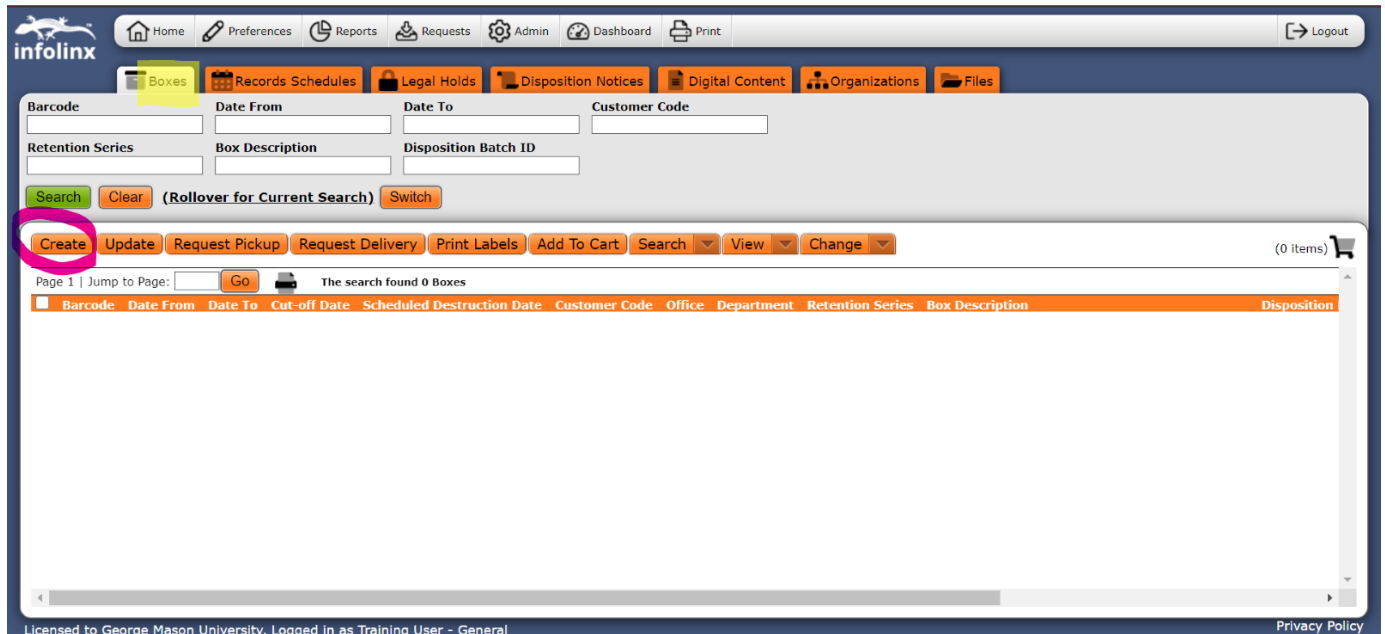 infolinx
Home Preferences Reports Requests Admin Dashboard Print Logout
Boxes Records Schedules Legal Holds Disposition Notices Digital Content Organizations Files
Barcode Date From Date To Customer Code
Retention Series Box Description Disposition Batch ID
Search Clear (Rollover for Current Search) Switch
Create Update Request Pickup Request Delivery Print Labels Add To Cart Search View Change (0 items)
Page 1 | Jump to Page: Go The search found 0 Boxes
Barcode Date From Date To Cut-off Date Scheduled Destruction Date Customer Code Office Department Retention Series Box Description Disposition
Licensed to George Mason University. Logged in as Training User - General Privacy Policy